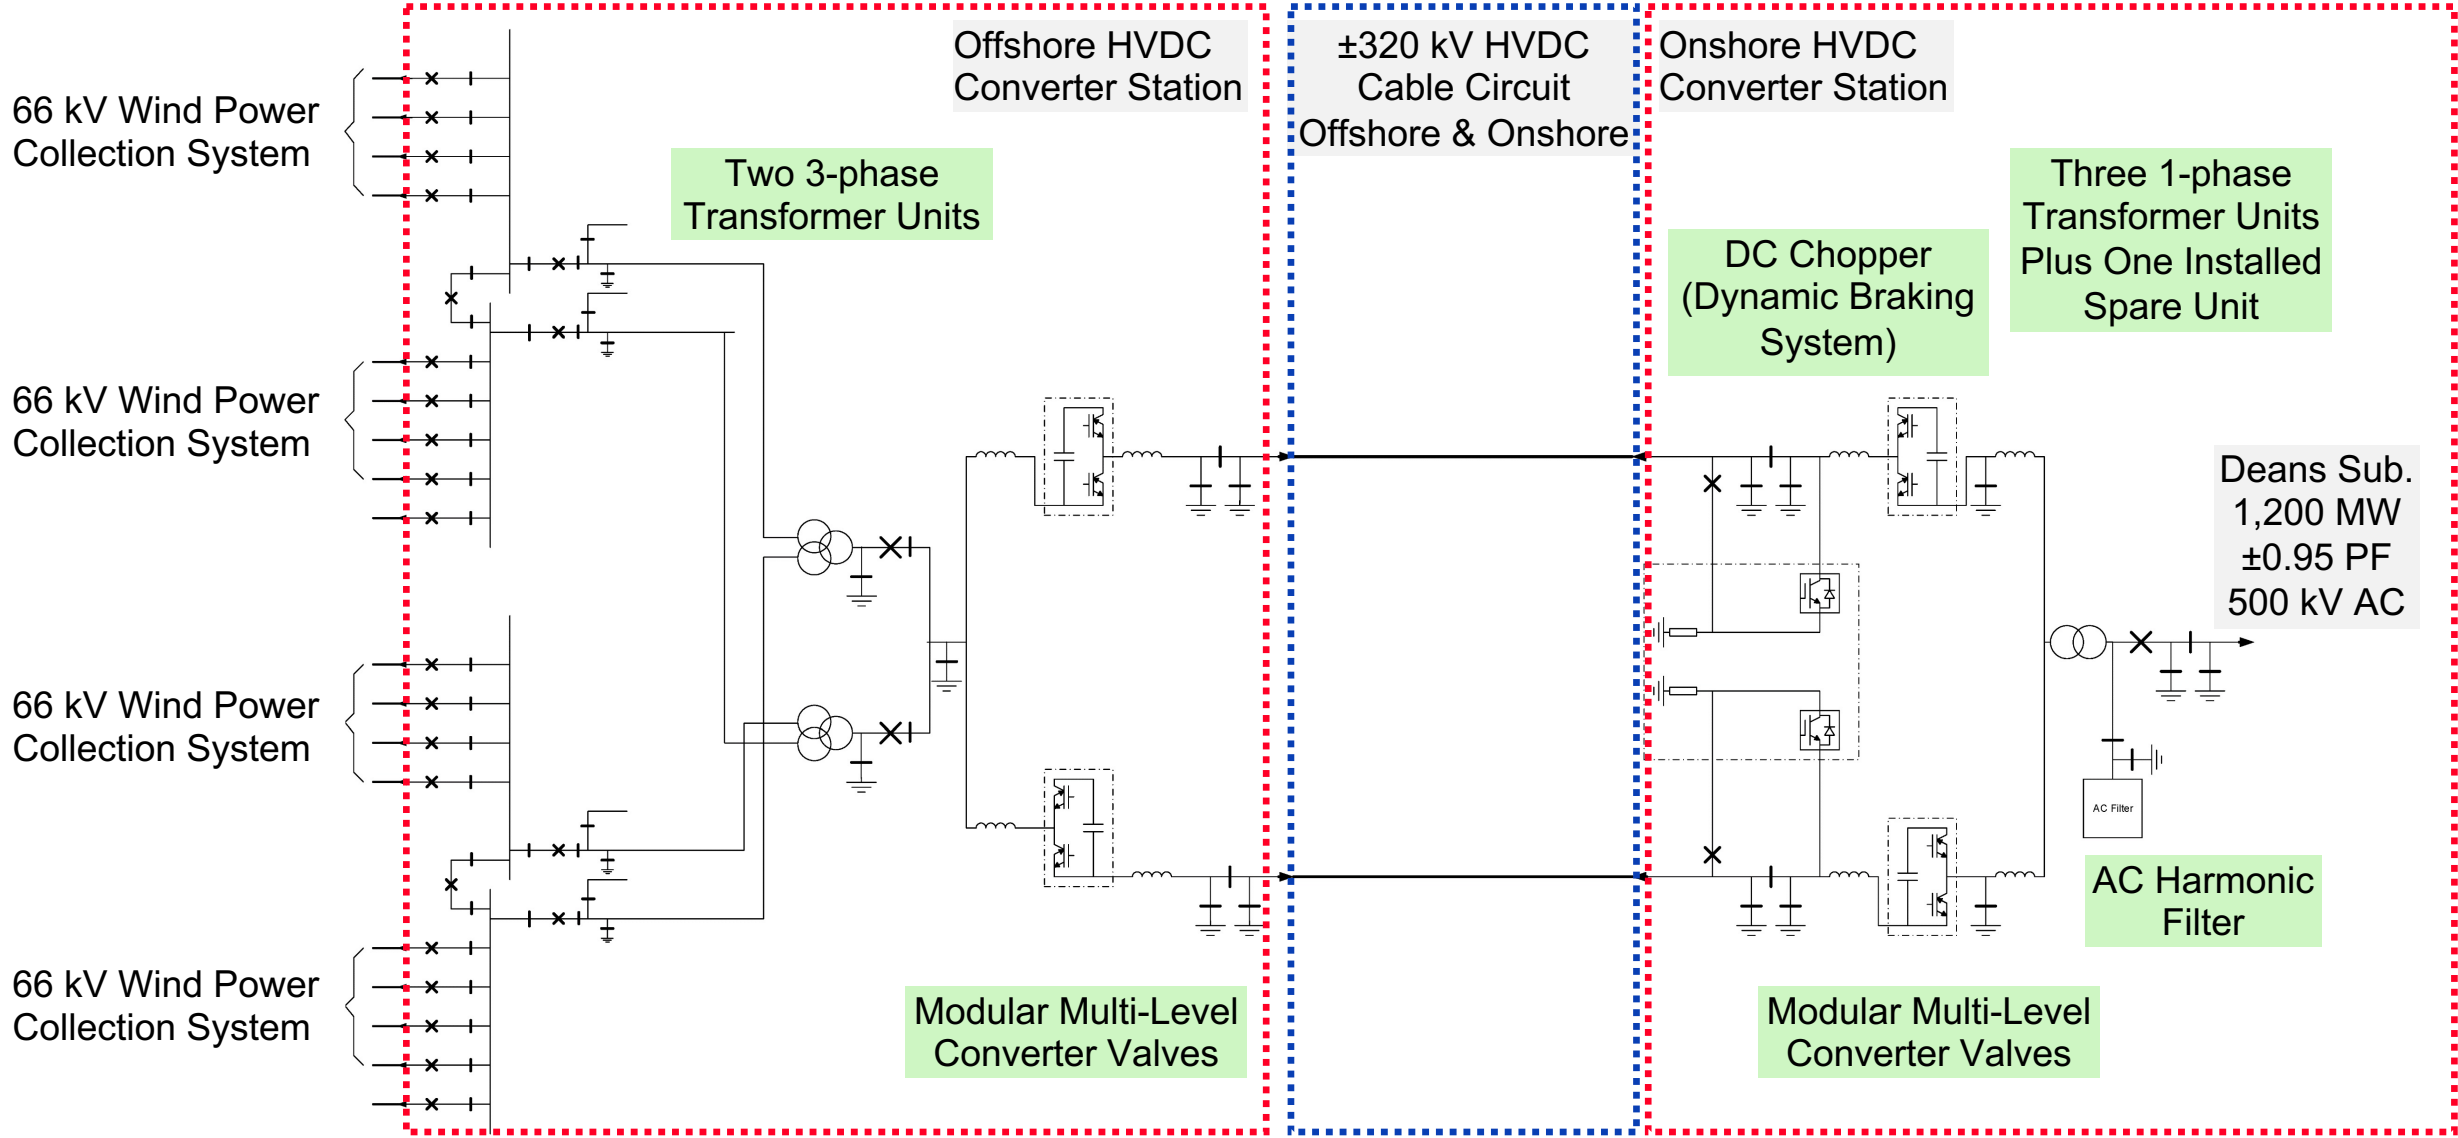 Offshore HVDC
Converter Station
±320 kV HVDC
Cable Circuit
Offshore & Onshore
Onshore HVDC
Converter Station
66 kV Wind Power
Collection System
Two 3-phase
Transformer Units
Three 1-phase
Transformer Units
Plus One Installed
Spare Unit
DC Chopper
(Dynamic Braking
System)
66 kV Wind Power
Collection System
Deans Sub.
1,200 MW
±0.95 PF
500 kV AC
66 kV Wind Power
Collection System
AC Filter
AC Harmonic
Filter
66 kV Wind Power
Collection System
Modular Multi-Level
Converter Valves
Modular Multi-Level
Converter Valves